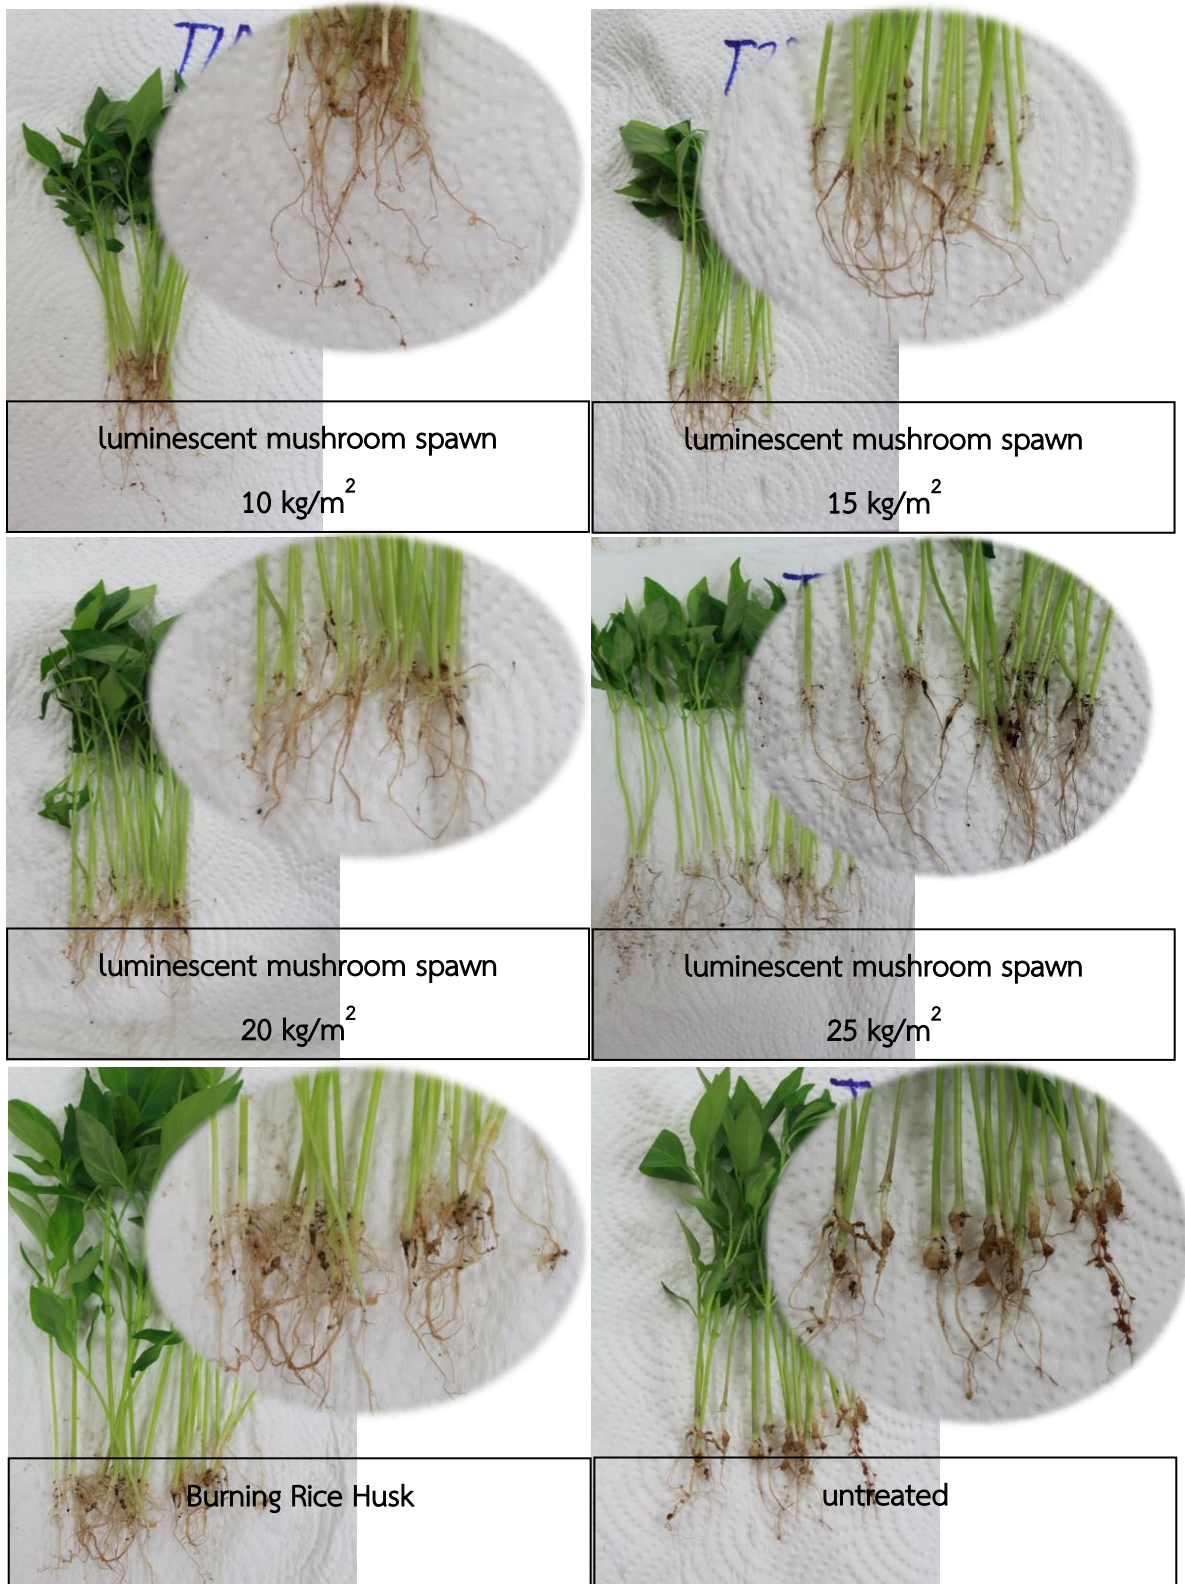 luminescent mushroom spawn
10 kg/m²
luminescent mushroom spawn
15 kg/m²
luminescent mushroom spawn
20 kg/m²
luminescent mushroom spawn
25 kg/m²
Burning Rice Husk
untreated